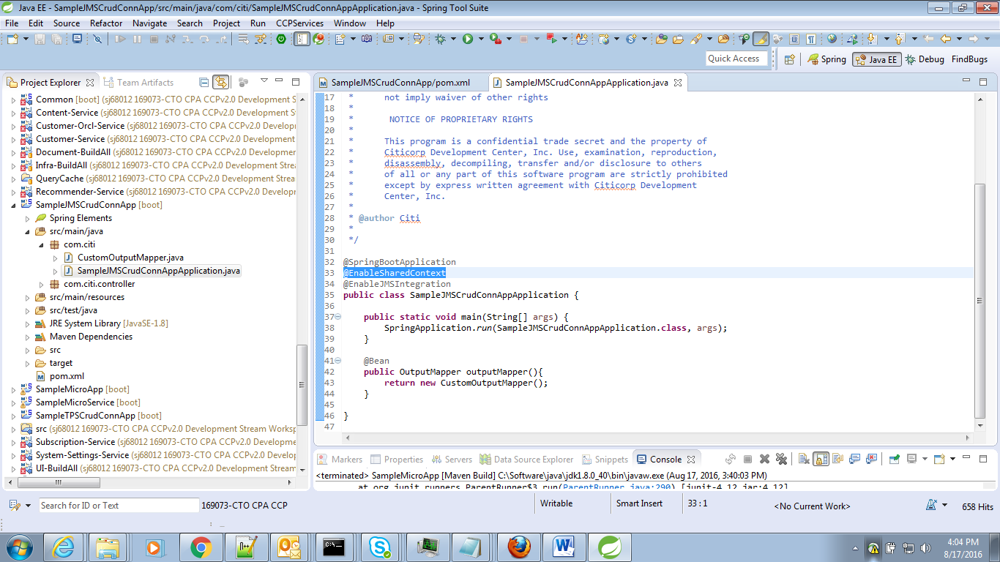 Java EE - SampleJMSCrudConnApp/src/main/java/com/citi/SampleJMSCrudConnAppApplication.java - Spring Tool Suite
File Edit Source Refactor Navigate Search Project Run CCPServices Window Help
Quick Access
Spring
Java EE
Debug
FindBugs
Project Explorer
Team Artifacts
Common [boot] (sj68012 169073-CTO CPA CCPv2.0 Development S
Content-Service (sj68012 169073-CTO CPA CCPv2.0 Development St
Customer-Orcl-Service (sj68012 169073-CTO CPA CCPv2.0 Develop
Customer-Service (sj68012 169073-CTO CPA CCPv2.0 Development
Document-BuildAll (sj68012 169073-CTO CPA CCPv2.0 Developmen
Infra-BuildAll (sj68012 169073-CTO CPA CCPv2.0 Development Strea
QueryCache (sj68012 169073-CTO CPA CCPv2.0 Development Strea
Recommender-Service (sj68012 169073-CTO CPA CCPv2.0 Developn
SampleJMSCrudConnApp [boot]
Spring Elements
src/main/java
com.citi
CustomOutputMapper.java
SampleJMSCrudConnAppApplication.java
com.citi.controller
src/main/resources
src/test/java
JRE System Library [JavaSE-1.8]
Maven Dependencies
src
target
pom.xml
SampleMicroApp [boot]
SampleMicroService [boot]
SampleTPSCrudConnApp [boot]
src (sj68012 169073-CTO CPA CCPv2.0 Development Stream Worksp
Subscription-Service (sj68012 169073-CTO CPA CCPv2.0 Developme
System-Settings-Service (sj68012 169073-CTO CPA CCPv2.0 Develop
UI-BuildAll (sj68012 169073-CTO CPA CCPv2.0 Development Stream
SampleJMSCrudConnApp/pom.xml
SampleJMSCrudConnAppApplication.java
17 * not imply waiver of other rights
18 *
19 * NOTICE OF PROPRIETARY RIGHTS
20 *
21 * This program is a confidential trade secret and the property of
22 * Citicorp Development Center, Inc. Use, examination, reproduction,
23 * disassembly, decompiling, transfer and/or disclosure to others
24 * of all or any part of this software program are strictly prohibited
25 * except by express written agreement with Citicorp Development
26 * Center, Inc.
27 *
28 * @author Citi
29 *
30 */
31
32 @SpringBootApplication
33 @EnableSharedContext
34 @EnableJMSIntegration
35 public class SampleJMSCrudConnAppApplication {
36
37 public static void main(String[] args) {
38 SpringApplication.run(SampleJMSCrudConnAppApplication.class, args);
39 }
40
41 @Bean
42 public OutputMapper outputMapper(){
43 return new CustomOutputMapper();
44 }
45
46 }
47
Markers Properties Servers Data Source Explorer Snippets Console
<terminated> SampleMicroApp [Maven Build] C:\Software\java\jdk1.8.0_40\bin\javaw.exe (Aug 17, 2016, 3:40:03 PM)
at org.junit.runners.ParentRunner$3.run(ParentRunner.java:290) [junit-4.12.jar:4.12]
Search for ID or Text
169073-CTO CPA CCP
Writable
Smart Insert
33 : 1
<No Current Work>
658 Hits
4:04 PM
8/17/2016